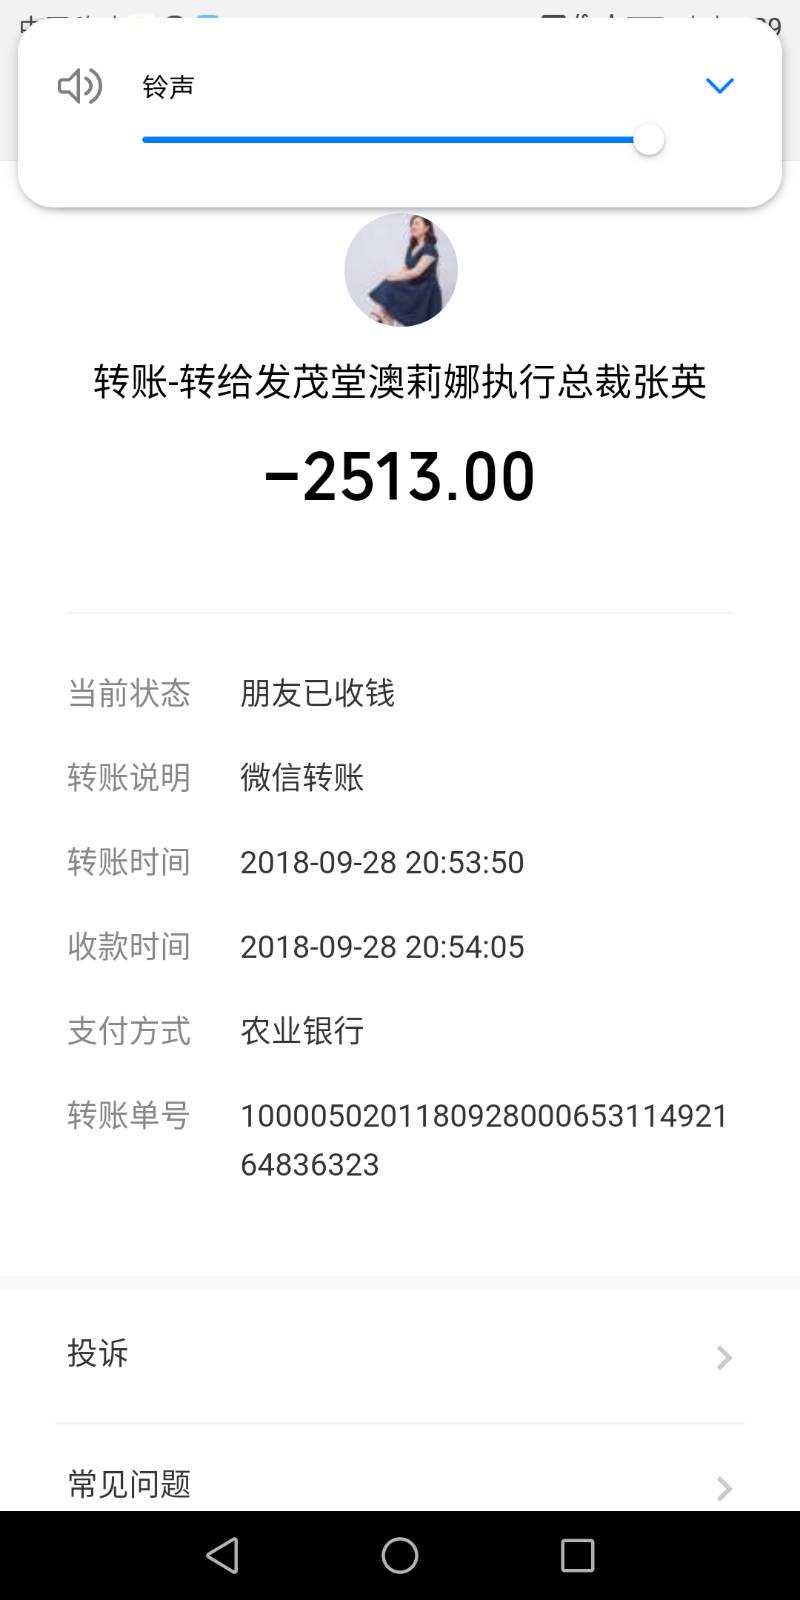 铃声
转账-转给发茂堂澳莉娜执行总裁张英
-2513.00
当前状态 朋友已收钱
转账说明 微信转账
转账时间 2018-09-28 20:53:50
收款时间 2018-09-28 20:54:05
支付方式 农业银行
转账单号 1000050201180928000653114921
64836323
投诉
常见问题